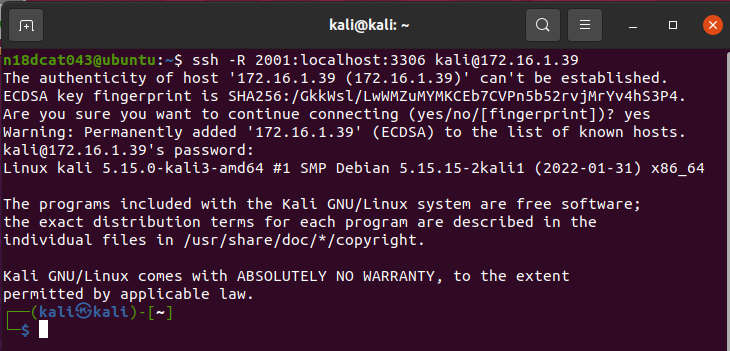 kali@kali: ~
n18dcat043@ubuntu:~$ ssh -R 2001:localhost:3306 kali@172.16.1.39
The authenticity of host '172.16.1.39 (172.16.1.39)' can't be established.
ECDSA key fingerprint is SHA256:/GkkWsl/LwWMZuMYMKCEb7CVPn5b52rvjMrYv4hS3P4.
Are you sure you want to continue connecting (yes/no/[fingerprint])? yes
Warning: Permanently added '172.16.1.39' (ECDSA) to the list of known hosts.
kali@172.16.1.39's password:
Linux kali 5.15.0-kali3-amd64 #1 SMP Debian 5.15.15-2kali1 (2022-01-31) x86_64
The programs included with the Kali GNU/Linux system are free software;
the exact distribution terms for each program are described in the
individual files in /usr/share/doc/*/copyright.
Kali GNU/Linux comes with ABSOLUTELY NO WARRANTY, to the extent
permitted by applicable law.
┌──(kali㉿kali)-[~]
└─$